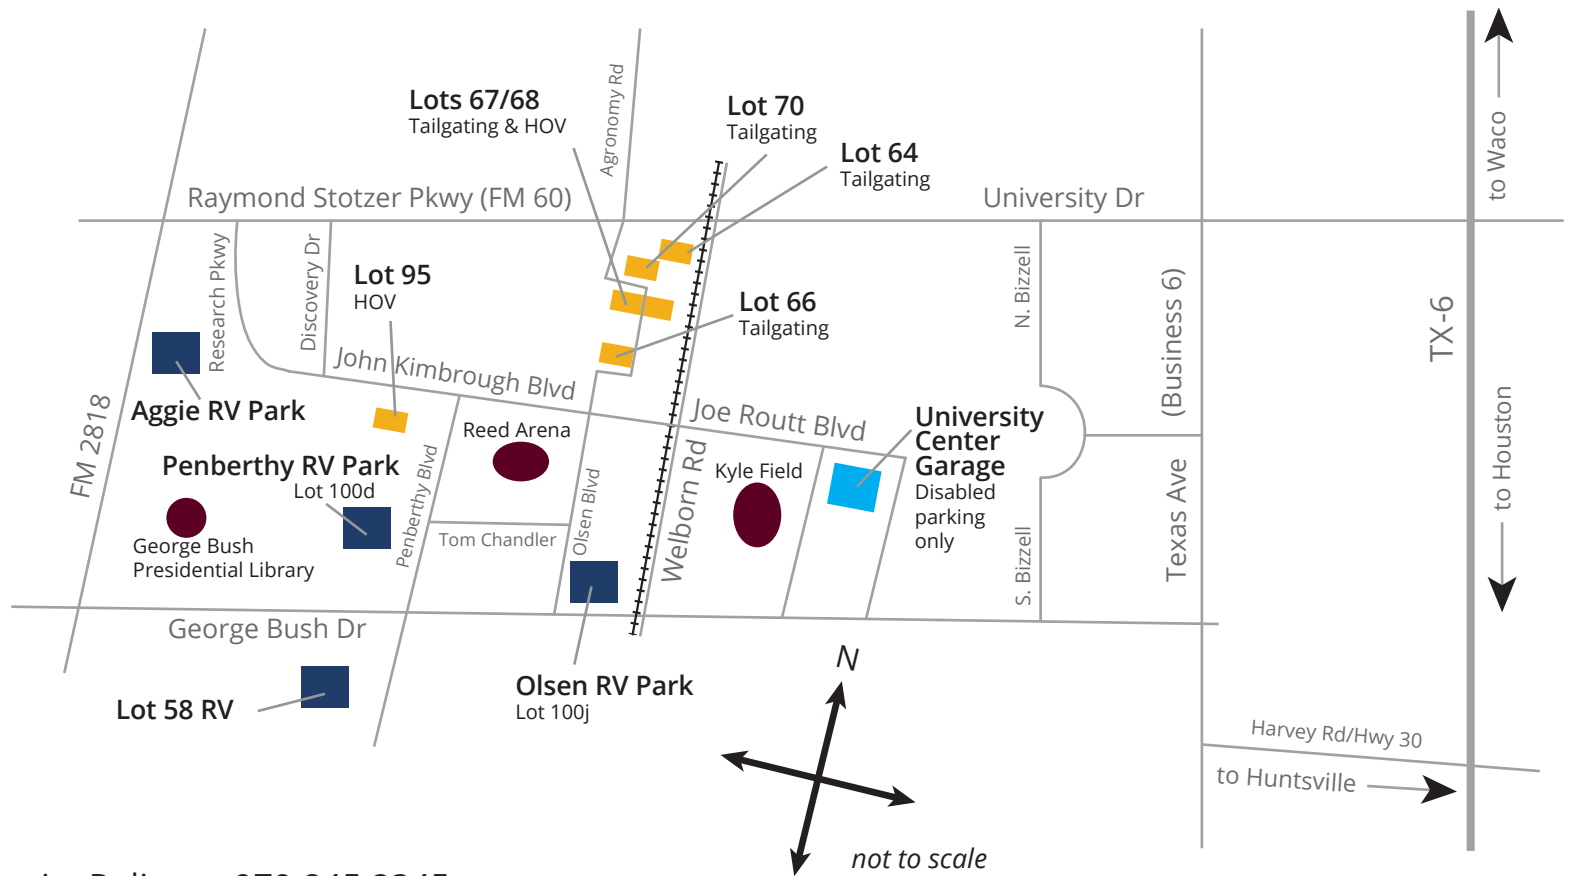 Lots 67/68
Tailgating & HOV
Agronomy Rd
Lot 70
Tailgating
Lot 64
Tailgating
to Waco
Raymond Stotzer Pkwy (FM 60)
University Dr
Research Pkwy
Discovery Dr
Lot 95
HOV
Lot 66
Tailgating
N. Bizzell
(Business 6)
TX-6
John Kimbrough Blvd
Aggie RV Park
FM 2818
Joe Routt Blvd
University
Center
Garage
Disabled
parking
only
to Houston
Reed Arena
Penberthy RV Park
Lot 100d
Penberthy Blvd
Olsen Blvd
Welborn Rd
Kyle Field
Texas Ave
George Bush
Presidential Library
Tom Chandler
S. Bizzell
George Bush Dr
Lot 58 RV
Olsen RV Park
Lot 100j
N
Harvey Rd/Hwy 30
to Huntsville
not to scale